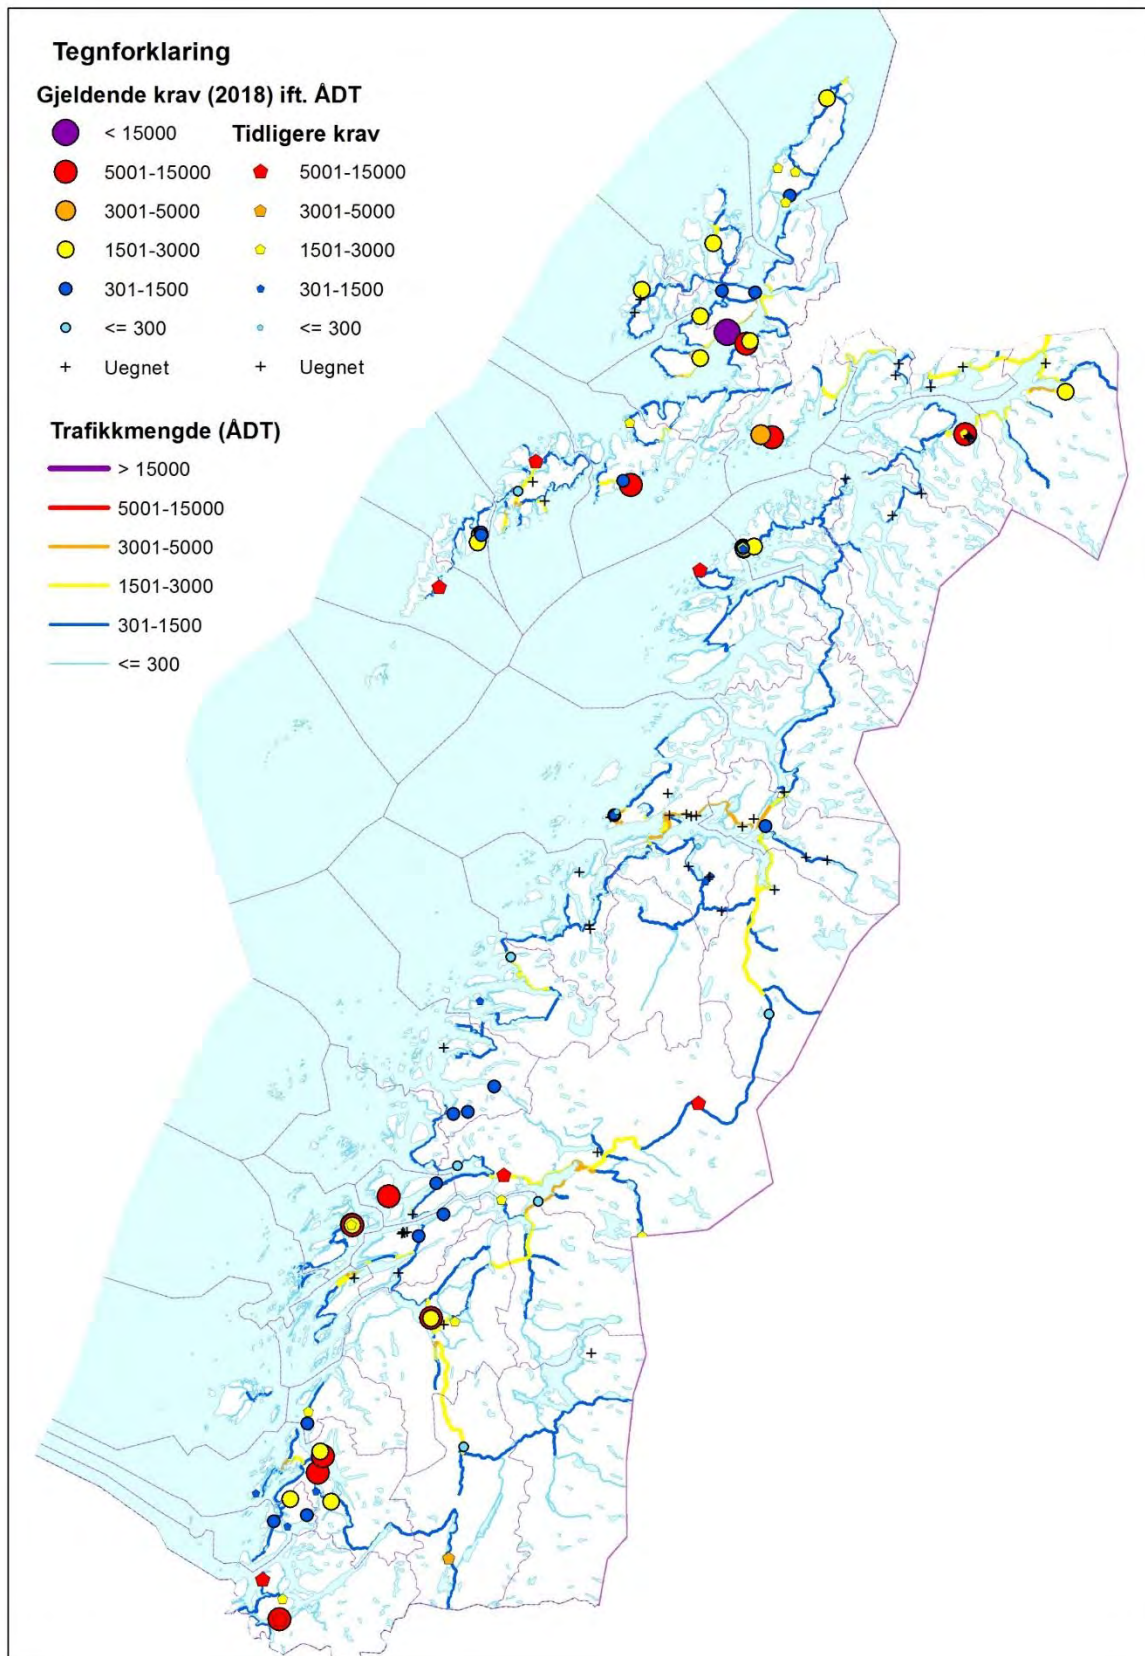 Tegnforklaring
Gjeldende krav (2018) ift. ÅDT
< 15000
5001-15000
3001-5000
1501-3000
301-1500
<= 300
Uegnet
Tidligere krav
5001-15000
3001-5000
1501-3000
301-1500
<= 300
Uegnet
Trafikkmengde (ÅDT)
> 15000
5001-15000
3001-5000
1501-3000
301-1500
<= 300